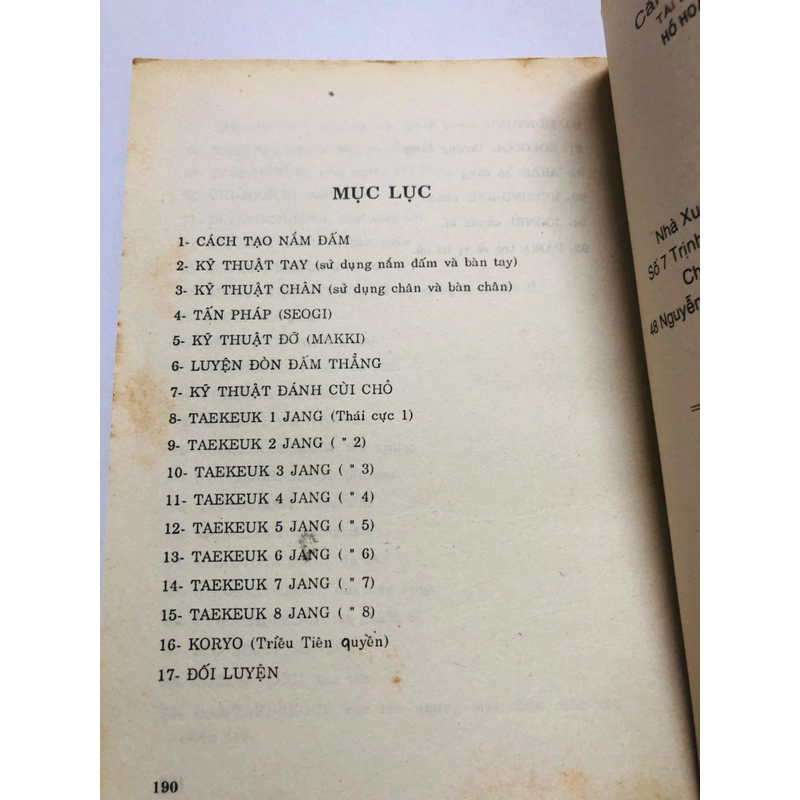 MỤC LỤC
1- CÁCH TẠO NẮM ĐẤM
2- KỸ THUẬT TAY (sử dụng nắm đấm và bàn tay)
3- KỸ THUẬT CHÂN (sử dụng chân và bàn chân)
4- TẤN PHÁP (SEOGI)
5- KỸ THUẬT ĐỠ (MAKKI)
6- LUYỆN ĐÒN ĐẤM THẲNG
7- KỸ THUẬT ĐÁNH CÙI CHỎ
8- TAEKEUK 1 JANG (Thái cực 1)
9- TAEKEUK 2 JANG ( " 2)
10- TAEKEUK 3 JANG ( " 3)
11- TAEKEUK 4 JANG ( " 4)
12- TAEKEUK 5 JANG ( " 5)
13- TAEKEUK 6 JANG ( " 6)
14- TAEKEUK 7 JANG ( " 7)
15- TAEKEUK 8 JANG ( " 8)
16- KORYO (Triều Tiên quyền)
17- ĐỐI LUYỆN
190
HỒ
Nhà
Số 7 Trịnh
48 Nguyễn